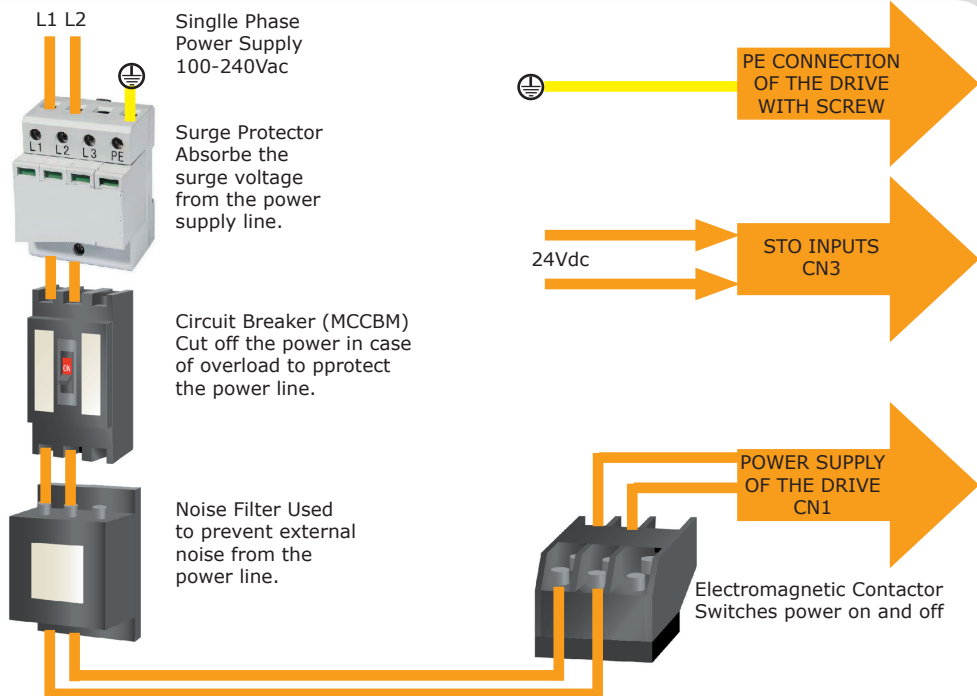 L1 L2
Singlle Phase
Power Supply
100-240Vac
L1 L2 L3 PE
Surge Protector
Absorbe the
surge voltage
from the power
supply line.
ON
Circuit Breaker (MCCBM)
Cut off the power in case
of overload to pprotect
the power line.
Noise Filter Used
to prevent external
noise from the
power line.
PE CONNECTION
OF THE DRIVE
WITH SCREW
24Vdc
STO INPUTS
CN3
POWER SUPPLY
OF THE DRIVE
CN1
Electromagnetic Contactor
Switches power on and off